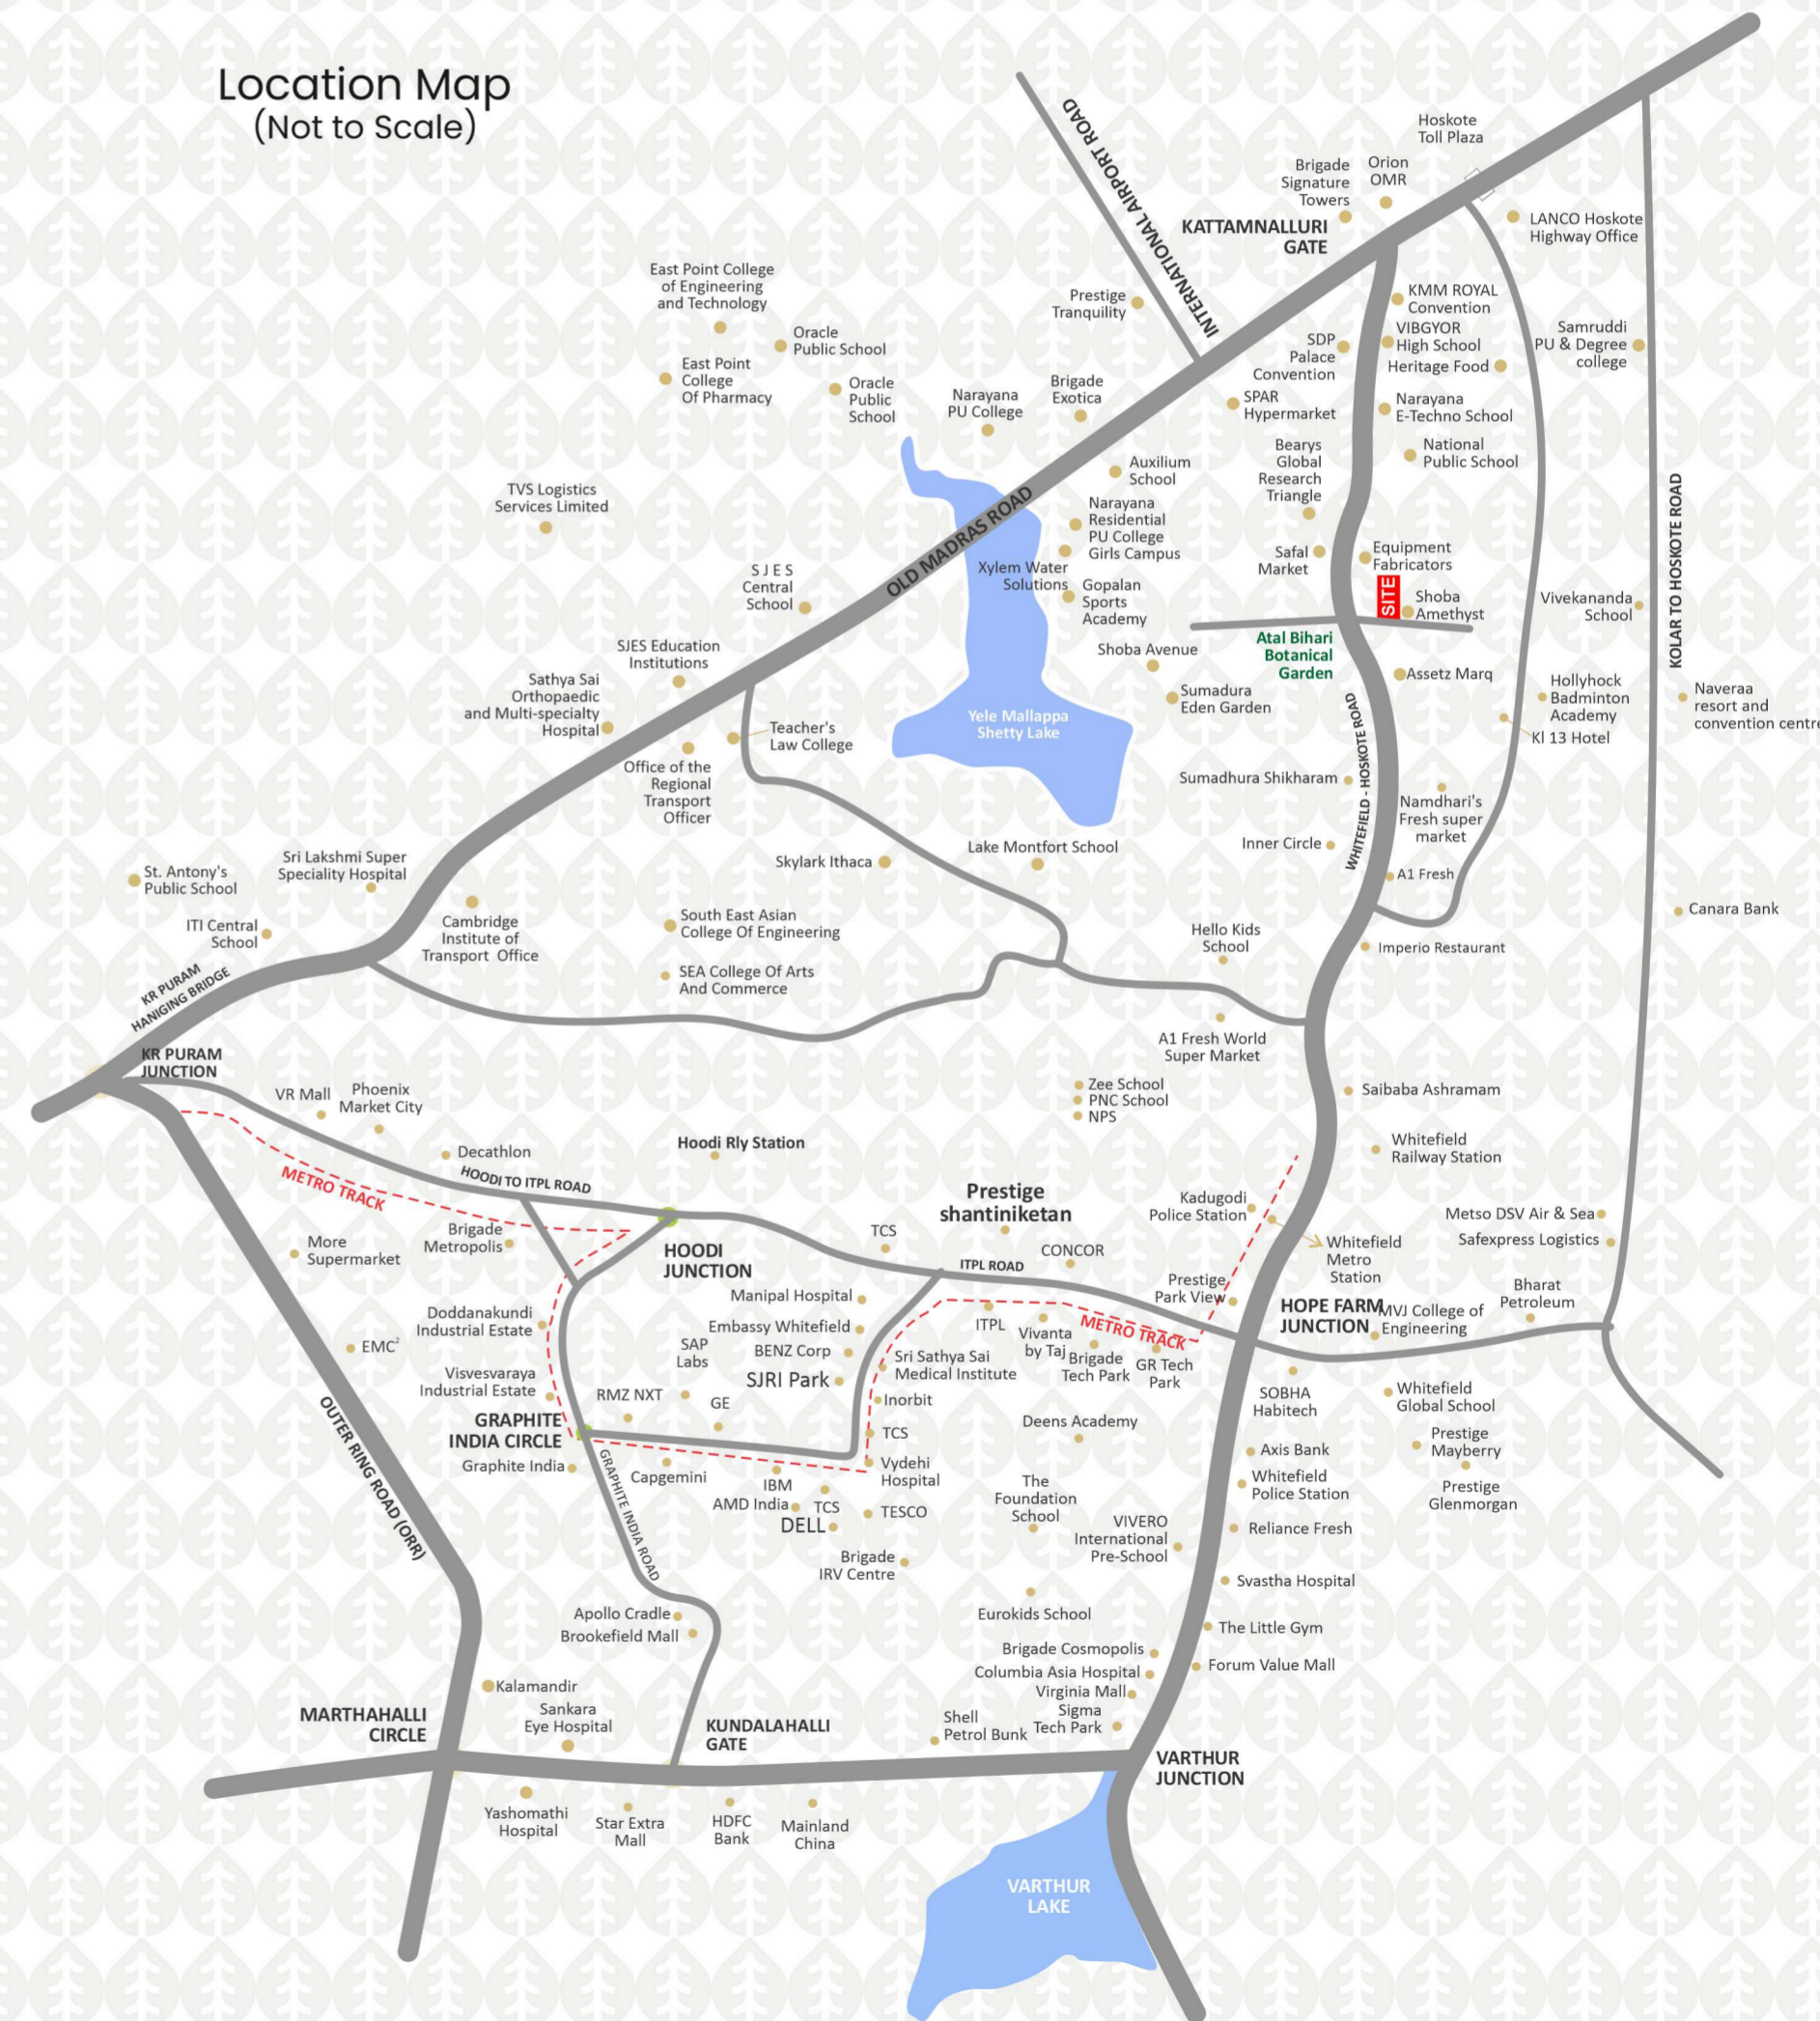 Location Map
(Not to Scale)
INTERNATIONAL AIRPORT ROAD
Hoskote
Toll Plaza
Brigade
Signature
Towers
Orion
OMR
KATTAMNALLURI
GATE
LANCO Hoskote
Highway Office
East Point College
of Engineering
and Technology
Oracle
Public School
East Point
College
Of Pharmacy
Oracle
Public
School
Narayana
PU College
Brigade
Exotica
Prestige
Tranquility
KMM ROYAL
Convention
VIBGYOR
High School
Heritage Food
SDP
Palace
Convention
Samruddi
PU & Degree
college
SPAR
Hypermarket
Narayana
E-Techno School
National
Public School
Bearys
Global
Research
Triangle
Auxilium
School
Narayana
Residential
PU College
Girls Campus
TVS Logistics
Services Limited
OLD MADRAS ROAD
KOLAR TO HOSKOTE ROAD
Xylem Water
Solutions
Gopalan
Sports
Academy
Safal
Market
Equipment
Fabricators
SITE
Shoba
Amethyst
S J E S
Central
School
Vivekananda
School
SJES Education
Institutions
Shoba Avenue
Atal Bihari
Botanical
Garden
Sathya Sai
Orthopaedic
and Multi-specialty
Hospital
Sumadura
Eden Garden
Assetz Marq
Hollyhock
Badminton
Academy
Naveraa
resort and
convention centre
Kl 13 Hotel
Yele Mallappa
Shetty Lake
Teacher's
Law College
Office of the
Regional
Transport
Officer
WHITEFIELD - HOSKOTE ROAD
Sumadhura Shikharam
Namdhari's
Fresh super
market
Inner Circle
A1 Fresh
Lake Montfort School
Skylark Ithaca
St. Antony's
Public School
Sri Lakshmi Super
Speciality Hospital
ITI Central
School
Cambridge
Institute of
Transport Office
South East Asian
College Of Engineering
SEA College Of Arts
And Commerce
Hello Kids
School
Imperio Restaurant
Canara Bank
KR PURAM
HANIGING BRIDGE
KR PURAM
JUNCTION
A1 Fresh World
Super Market
VR Mall
Phoenix
Market City
Zee School
PNC School
NPS
Saibaba Ashramam
Decathlon
Hoodi Rly Station
Whitefield
Railway Station
METRO TRACK
HOODI TO ITPL ROAD
Prestige
shantiniketan
Kadugodi
Police Station
Metso DSV Air & Sea
Safexpress Logistics
More
Supermarket
Brigade
Metropolis
HOODI
JUNCTION
TCS
CONCOR
ITPL ROAD
Whitefield
Metro
Station
Prestige
Park View
Bharat
Petroleum
HOPE FARM
JUNCTION
MVJ College of
Engineering
Manipal Hospital
Doddanakundi
Industrial Estate
Embassy Whitefield
ITPL
Vivanta
by Taj
METRO TRACK
EMC2
SAP
Labs
BENZ Corp
SJRI Park
Sri Sathya Sai
Medical Institute
Brigade
Tech Park
GR Tech
Park
Visvesvaraya
Industrial Estate
RMZ NXT
GE
Inorbit
SOBHA
Habitech
Whitefield
Global School
GRAPHITE
INDIA CIRCLE
TCS
Deens Academy
Prestige
Mayberry
Axis Bank
Graphite India
Capgemini
IBM
Vydehi
Hospital
Whitefield
Police Station
Prestige
Glenmorgan
OUTER RING ROAD (ORR)
GRAPHITE INDIA ROAD
AMD India
TCS
DELL
TESCO
The
Foundation
School
VIVERO
International
Pre-School
Reliance Fresh
Brigade
IRV Centre
Svastha Hospital
Apollo Cradle
Brookefield Mall
Eurokids School
The Little Gym
Brigade Cosmopolis
Columbia Asia Hospital
Forum Value Mall
Virginia Mall
Kalamandir
Sankara
Eye Hospital
MARTHAHALLI
CIRCLE
KUNDALAHALLI
GATE
Shell
Petrol Bunk
Sigma
Tech Park
VARTHUR
JUNCTION
Yashomathi
Hospital
Star Extra
Mall
HDFC
Bank
Mainland
China
VARTHUR
LAKE